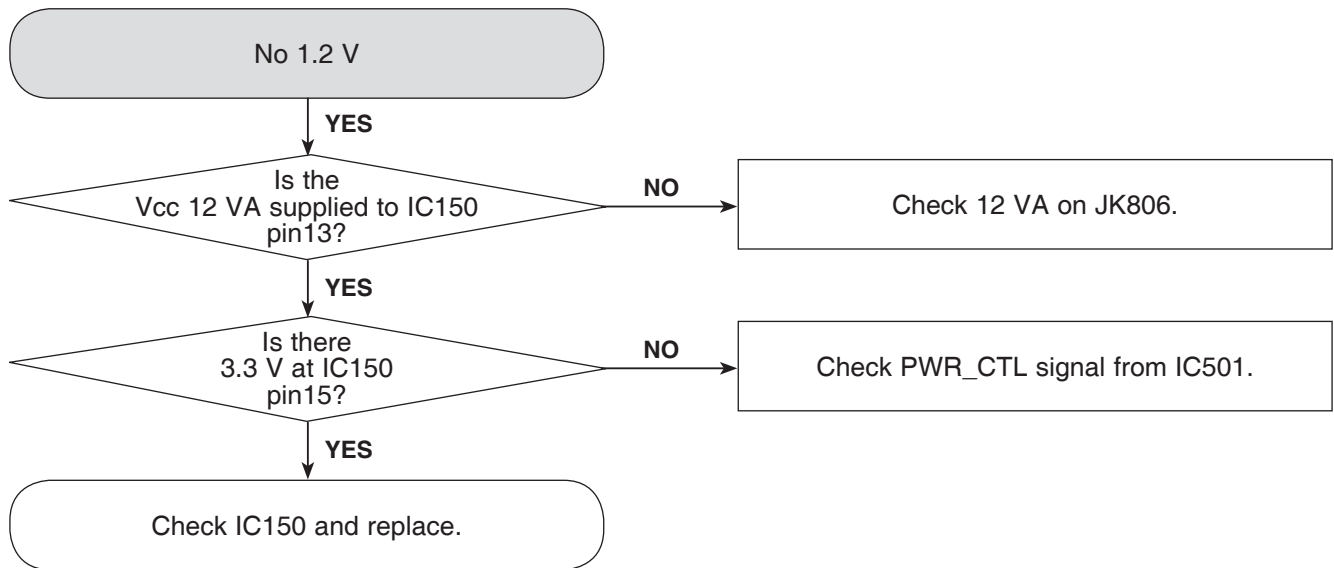 No 1.2 V
YES
Is the
Vcc 12 VA supplied to IC150
pin13?
NO
Check 12 VA on JK806.
YES
Is there
3.3 V at IC150
pin15?
NO
Check PWR_CTL signal from IC501.
YES
Check IC150 and replace.